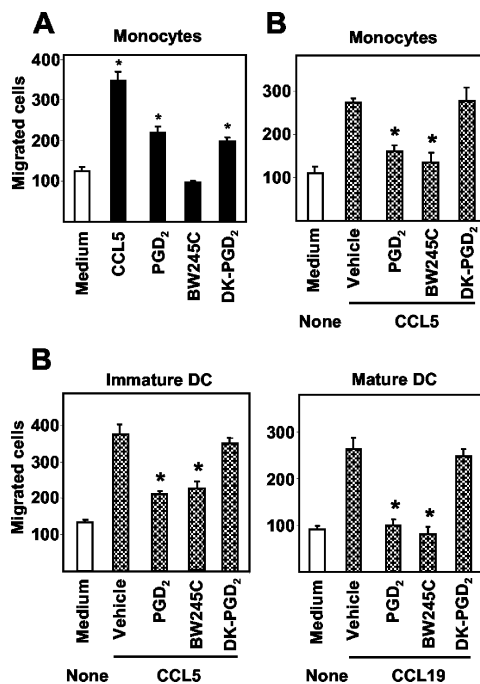 A
Monocytes
Migrated cells
400
300
200
100
Medium
CCL5
PGD₂
BW245C
DK-PGD₂
*
*
*
B
Monocytes
300
200
100
Medium
Vehicle
PGD₂
BW245C
DK-PGD₂
*
*
None
CCL5
B
Immature DC
Migrated cells
400
300
200
100
Medium
Vehicle
PGD₂
BW245C
DK-PGD₂
*
*
None
CCL5
Mature DC
300
200
100
Medium
Vehicle
PGD₂
BW245C
DK-PGD₂
*
*
None
CCL19